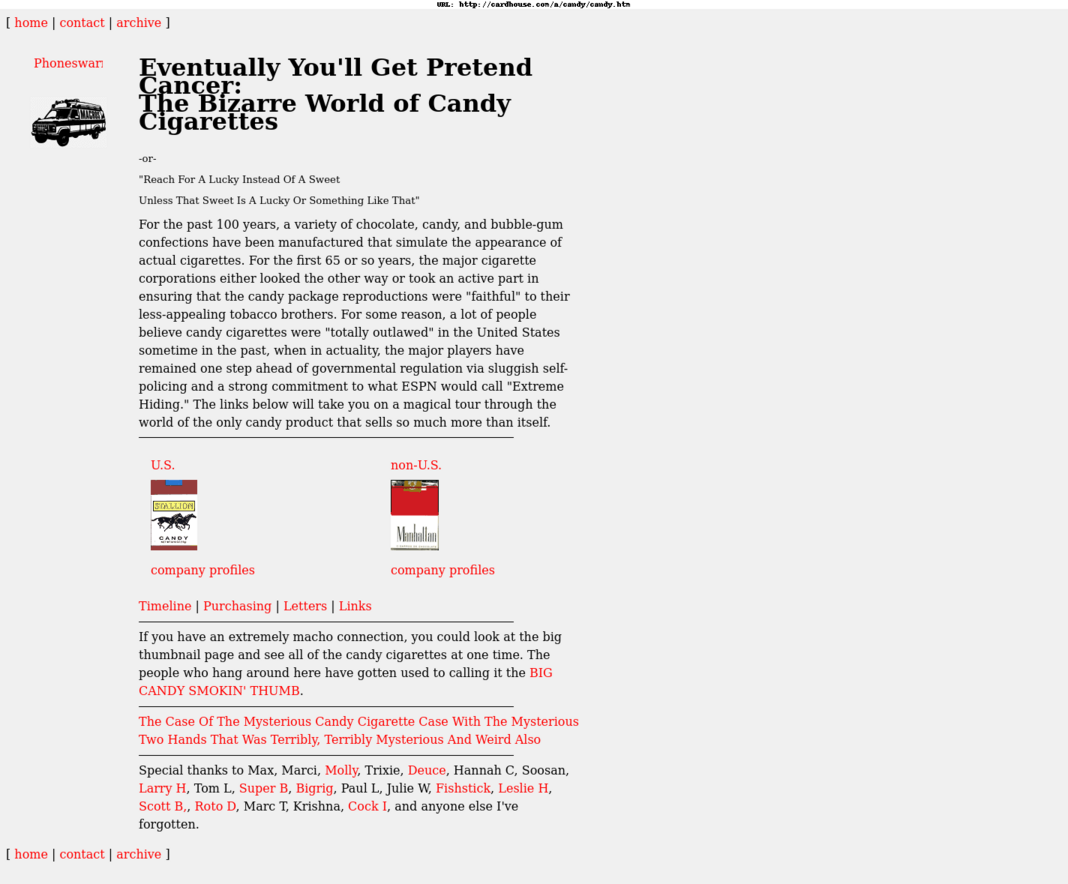 URL: http://cardhouse.com/a/candy/candy.htm
[ home | contact | archive ]
Phoneswar
MACHODY
Eventually You'll Get Pretend
Cancer:
The Bizarre World of Candy
Cigarettes
-or-
"Reach For A Lucky Instead Of A Sweet
Unless That Sweet Is A Lucky Or Something Like That"
For the past 100 years, a variety of chocolate, candy, and bubble-gum
confections have been manufactured that simulate the appearance of
actual cigarettes. For the first 65 or so years, the major cigarette
corporations either looked the other way or took an active part in
ensuring that the candy package reproductions were "faithful" to their
less-appealing tobacco brothers. For some reason, a lot of people
believe candy cigarettes were "totally outlawed" in the United States
sometime in the past, when in actuality, the major players have
remained one step ahead of governmental regulation via sluggish self-
policing and a strong commitment to what ESPN would call "Extreme
Hiding." The links below will take you on a magical tour through the
world of the only candy product that sells so much more than itself.
U.S.
non-U.S.
STALLION
CANDY
Manhattan
company profiles
company profiles
Timeline | Purchasing | Letters | Links
If you have an extremely macho connection, you could look at the big
thumbnail page and see all of the candy cigarettes at one time. The
people who hang around here have gotten used to calling it the BIG
CANDY SMOKIN' THUMB.
The Case Of The Mysterious Candy Cigarette Case With The Mysterious
Two Hands That Was Terribly, Terribly Mysterious And Weird Also
Special thanks to Max, Marci, Molly, Trixie, Deuce, Hannah C, Soosan,
Larry H, Tom L, Super B, Bigrig, Paul L, Julie W, Fishstick, Leslie H,
Scott B,, Roto D, Marc T, Krishna, Cock I, and anyone else I've
forgotten.
[ home | contact | archive ]